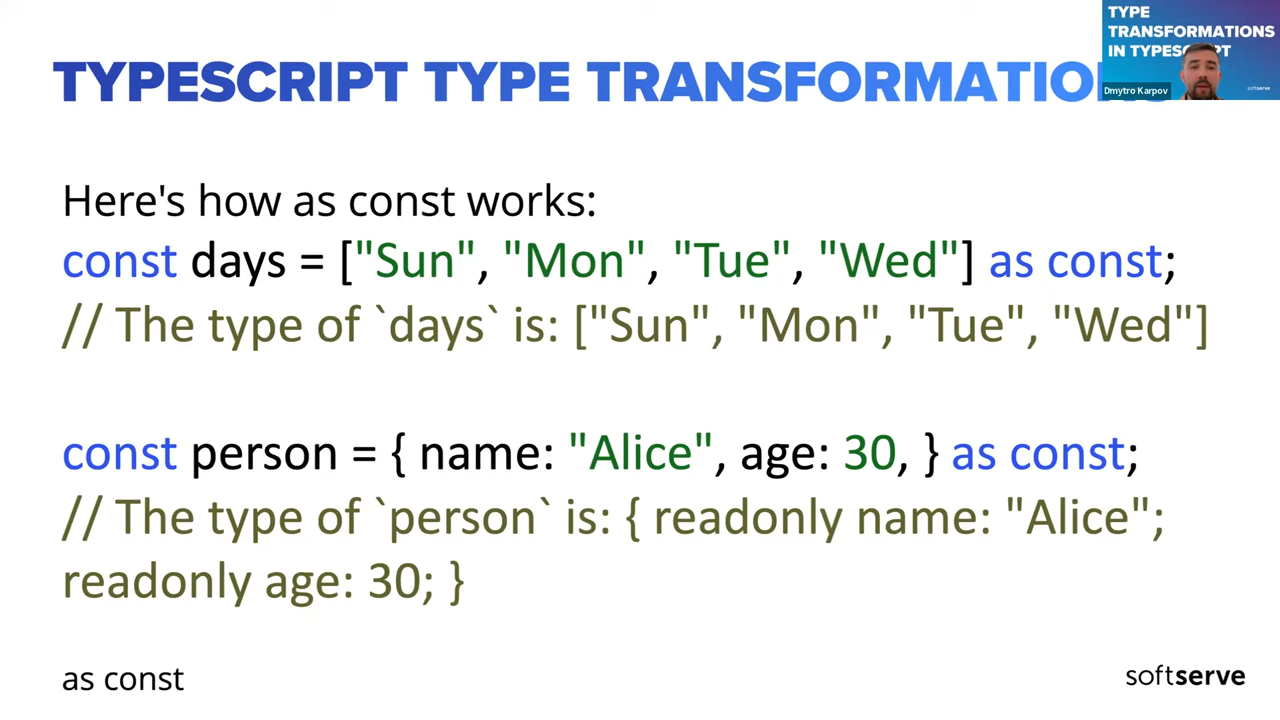 TYPESCRIPT TYPE TRANSFORMATIO
TYPE
TRANSFORMATIONS
IN TYPESCRIPT
Dmytro Karpov
softserve
Here's how as const works:
const days = ["Sun", "Mon", "Tue", "Wed"] as const;
// The type of `days` is: ["Sun", "Mon", "Tue", "Wed"]
const person = { name: "Alice", age: 30, } as const;
// The type of `person` is: { readonly name: "Alice";
readonly age: 30; }
as const
softserve